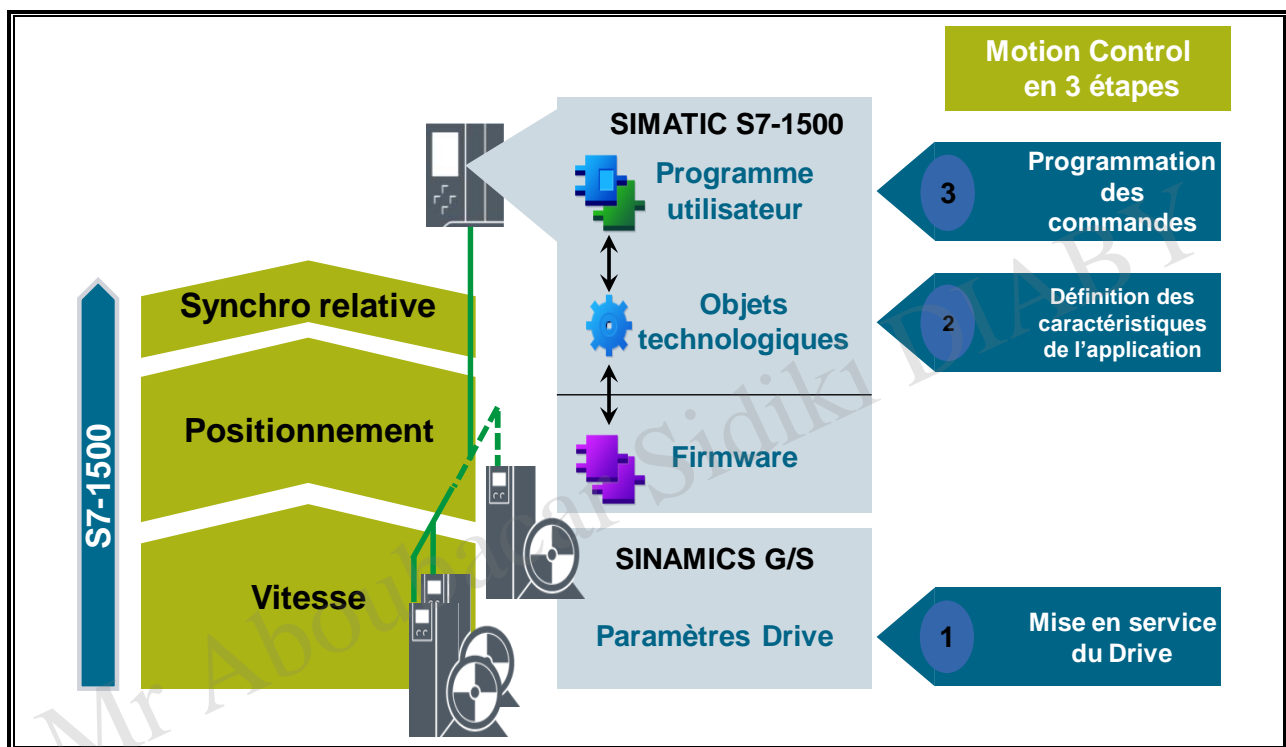 Motion Control
en 3 étapes
SIMATIC S7-1500
Programme
utilisateur
Objets
technologiques
Firmware
SINAMICS G/S
Paramètres Drive
3
Programmation
des
commandes
2
Définition des
caractéristiques
de l'application
1
Mise en service
du Drive
S7-1500
Synchro relative
Positionnement
Vitesse
Mr Aboubacar Sidiki DIABY